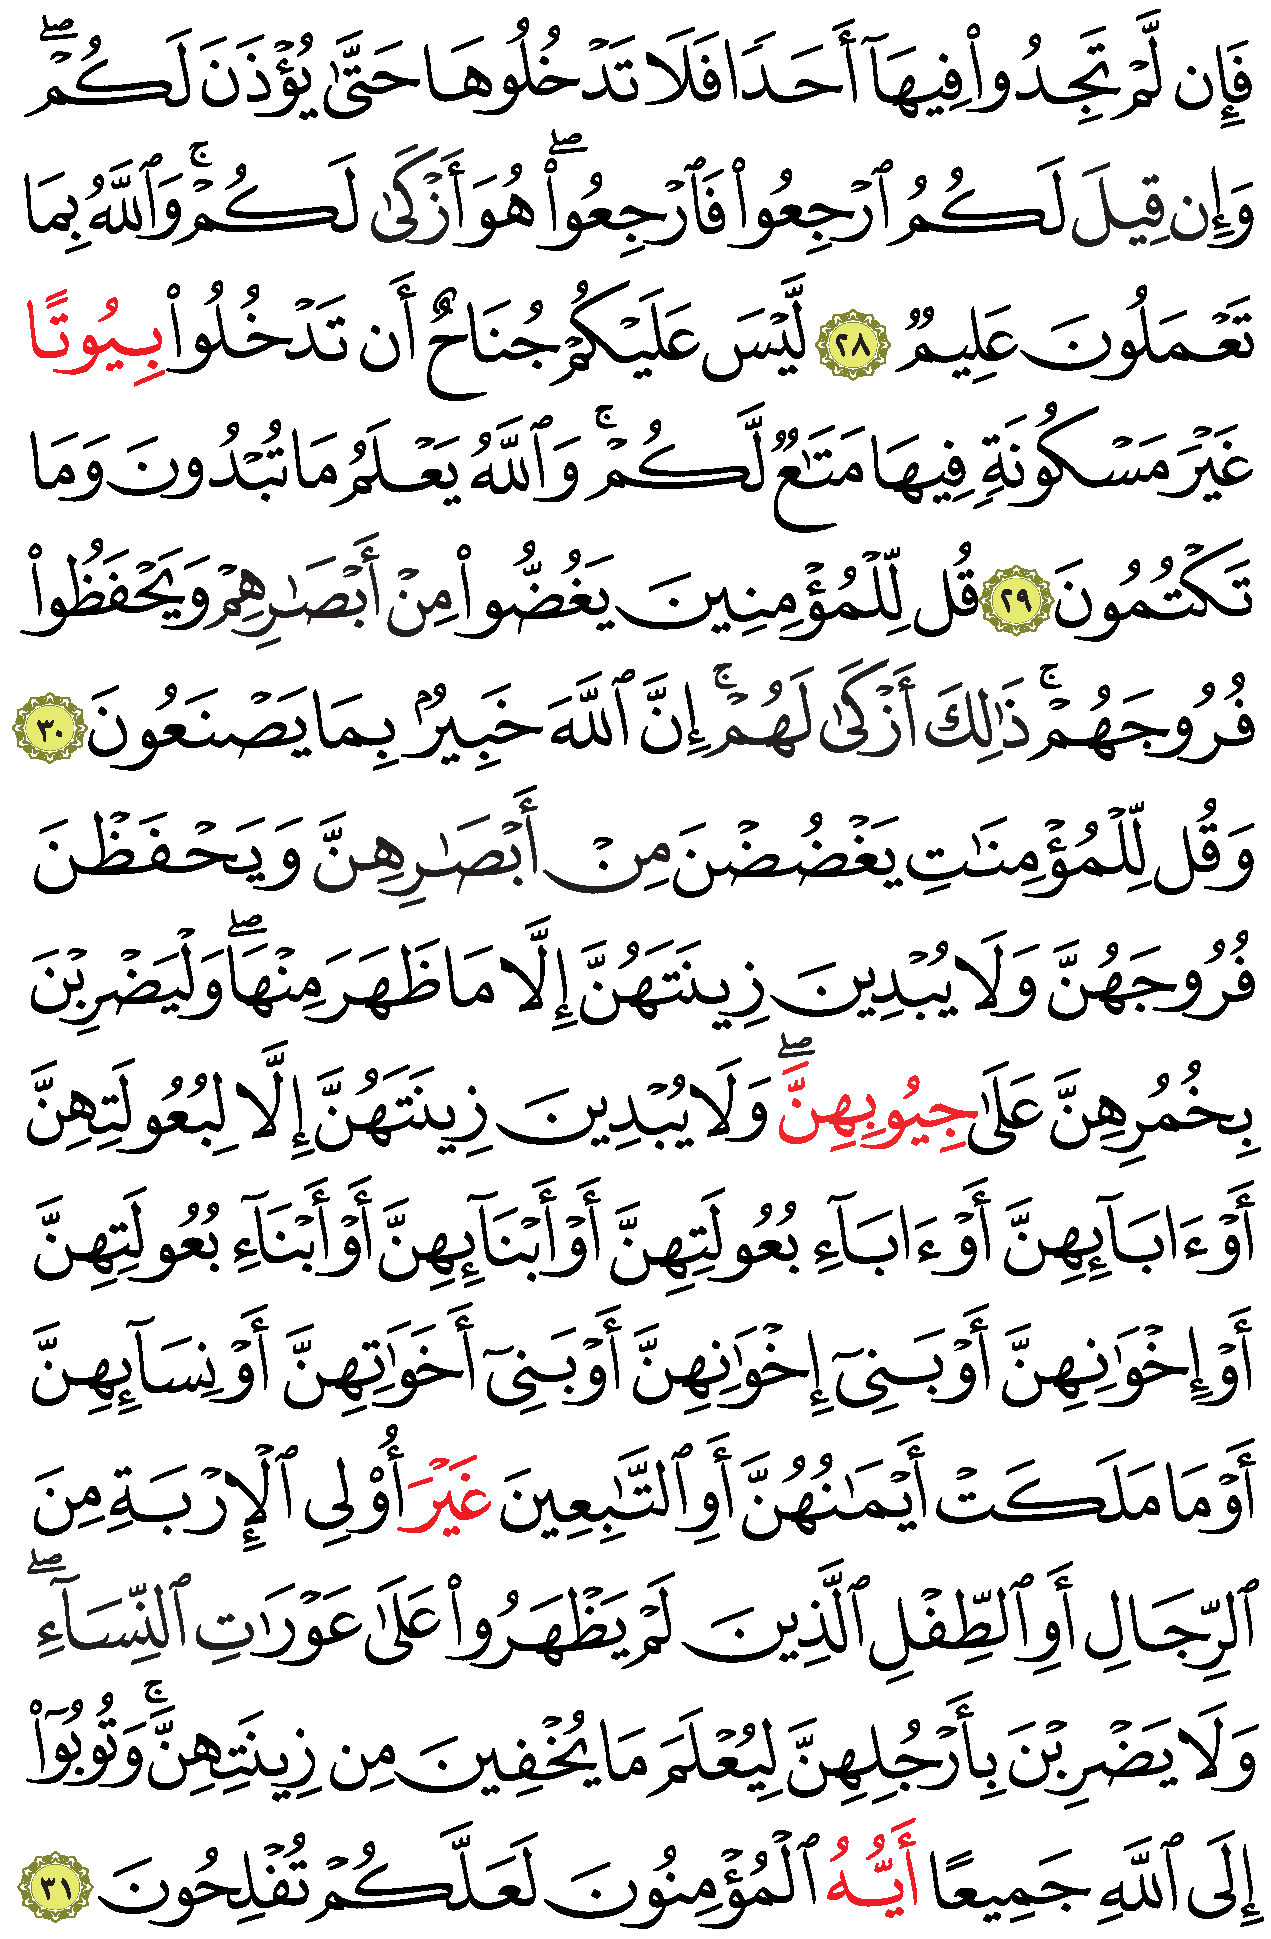 فَإِن لَّمْ تَجِدُوا۟ فِيهَآ أَحَدًا فَلَا تَدْخُلُوهَا حَتَّىٰ يُؤْذَنَ لَكُمْ ۖ
وَإِن قِيلَ لَكُمُ ٱرْجِعُوا۟ فَٱرْجِعُوا۟ ۖ هُوَ أَزْكَىٰ لَكُمْ ۚ وَٱللَّهُ بِمَا
تَعْمَلُونَ عَلِيمٌ ٢٨ لَّيْسَ عَلَيْكُمْ جُنَاحٌ أَن تَدْخُلُوا۟ بِيُوتًا
غَيْرَ مَسْكُونَةٍ فِيهَا مَتَـٰعٌ لَّكُمْ ۚ وَٱللَّهُ يَعْلَمُ مَا تُبْدُونَ وَمَا
تَكْتُمُونَ ٢٩ قُل لِّلْمُؤْمِنِينَ يَغُضُّوا۟ مِنْ أَبْصَـٰرِهِمْ وَيَحْفَظُوا۟
فُرُوجَهُمْ ۚ ذَٰلِكَ أَزْكَىٰ لَهُمْ ۚ إِنَّ ٱللَّهَ خَبِيرٌۢ بِمَا يَصْنَعُونَ ٣٠
وَقُل لِّلْمُؤْمِنَـٰتِ يَغْضُضْنَ مِنْ أَبْصَـٰرِهِنَّ وَيَحْفَظْنَ
فُرُوجَهُنَّ وَلَا يُبْدِينَ زِينَتَهُنَّ إِلَّا مَا ظَهَرَ مِنْهَا ۖ وَلْيَضْرِبْنَ
بِخُمُرِهِنَّ عَلَىٰ جِيُوبِهِنَّ ۖ وَلَا يُبْدِينَ زِينَتَهُنَّ إِلَّا لِبُعُولَتِهِنَّ
أَوْ ءَابَآئِهِنَّ أَوْ ءَابَآءِ بُعُولَتِهِنَّ أَوْ أَبْنَآئِهِنَّ أَوْ أَبْنَآءِ بُعُولَتِهِنَّ
أَوْ إِخْوَٰنِهِنَّ أَوْ بَنِىٓ إِخْوَٰنِهِنَّ أَوْ بَنِىٓ أَخَوَٰتِهِنَّ أَوْ نِسَآئِهِنَّ
أَوْ مَا مَلَكَتْ أَيْمَـٰنُهُنَّ أَوِ ٱلتَّـٰبِعِينَ غَيْرَ أُو۟لِى ٱلْإِرْبَةِ مِنَ
ٱلرِّجَالِ أَوِ ٱلطِّفْلِ ٱلَّذِينَ لَمْ يَظْهَرُوا۟ عَلَىٰ عَوْرَٰتِ ٱلنِّسَآءِ ۖ
وَلَا يَضْرِبْنَ بِأَرْجُلِهِنَّ لِيُعْلَمَ مَا يُخْفِينَ مِن زِينَتِهِنَّ ۚ وَتُوبُوٓا۟
إِلَى ٱللَّهِ جَمِيعًا أَيُّهُ ٱلْمُؤْمِنُونَ لَعَلَّكُمْ تُفْلِحُونَ ٣١